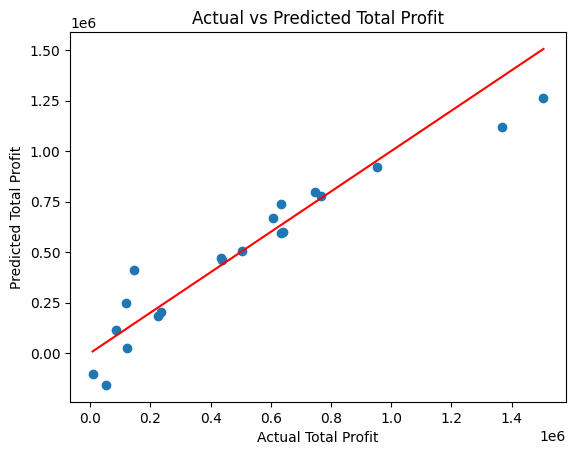 Actual vs Predicted Total Profit
1e6
1.50
1.25
1.00
0.75
0.50
0.25
0.00
Predicted Total Profit
0.0 0.2 0.4 0.6 0.8 1.0 1.2 1.4
1e6
Actual Total Profit